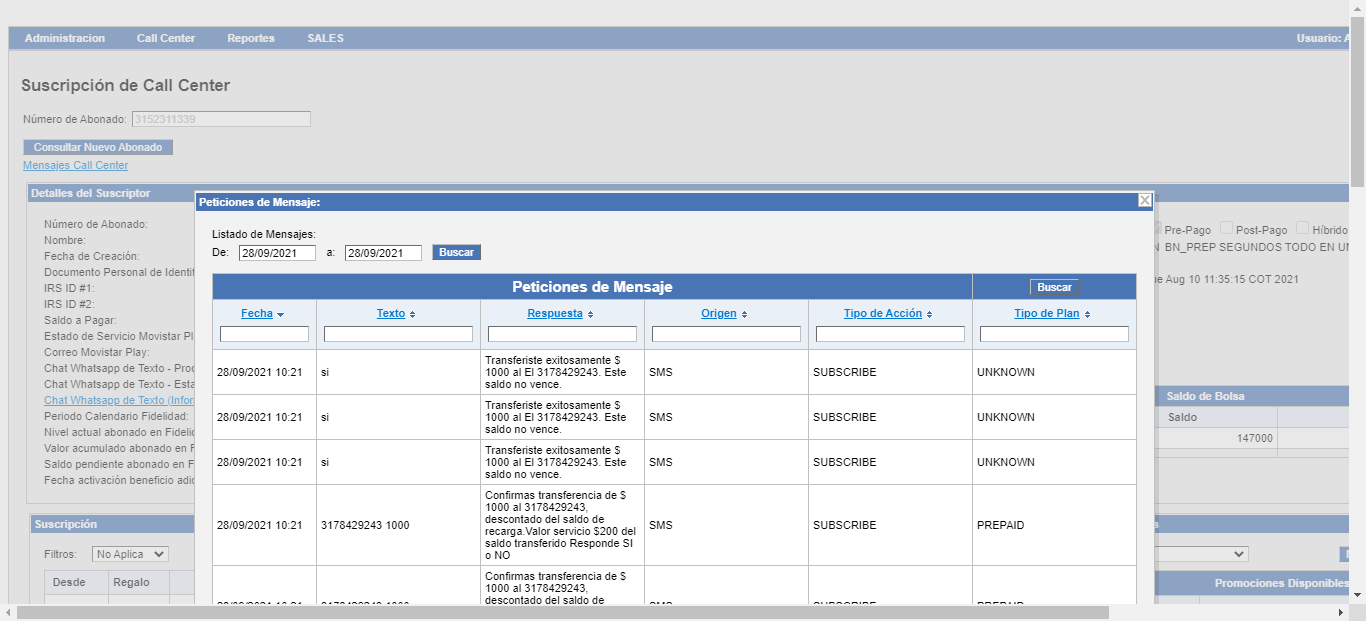 Administracion Call Center Reportes SALES Usuario: A
Suscripción de Call Center
Número de Abonado: 3152311339
Consultar Nuevo Abonado
Mensajes Call Center
Detalles del Suscriptor
Número de Abonado:
Nombre:
Fecha de Creación:
Documento Personal de Identif
IRS ID #1:
IRS ID #2:
Saldo a Pagar:
Estado de Servicio Movistar Pl
Correo Movistar Play:
Chat Whatsapp de Texto - Prod
Chat Whatsapp de Texto - Esta
Chat Whatsapp de Texto (Infor
Periodo Calendario Fidelidad:
Nivel actual abonado en Fidelid
Valor acumulado abonado en F
Saldo pendiente abonado en F
Fecha activación beneficio adic
Pre-Pago Post-Pago Híbrido
N BN_PREP SEGUNDOS TODO EN UN
ue Aug 10 11:35:15 COT 2021
Saldo de Bolsa
Saldo
147000
Suscripción
Filtros: No Aplica
Desde Regalo
s
Promociones Disponibles
Peticiones de Mensaje:
Listado de Mensajes:
De: 28/09/2021 a: 28/09/2021 Buscar
Peticiones de Mensaje Buscar
Fecha Texto Respuesta Origen Tipo de Acción Tipo de Plan
28/09/2021 10:21 si Transferiste exitosamente $
1000 al El 3178429243. Este
saldo no vence. SMS SUBSCRIBE UNKNOWN
28/09/2021 10:21 si Transferiste exitosamente $
1000 al El 3178429243. Este
saldo no vence. SMS SUBSCRIBE UNKNOWN
28/09/2021 10:21 si Transferiste exitosamente $
1000 al El 3178429243. Este
saldo no vence. SMS SUBSCRIBE UNKNOWN
28/09/2021 10:21 3178429243 1000 Confirmas transferencia de $
1000 al 3178429243,
descontado del saldo de
recarga.Valor servicio $200 del
saldo transferido Responde SI
o NO SMS SUBSCRIBE PREPAID
28/09/2021 10:21 3178429243 1000 Confirmas transferencia de $
1000 al 3178429243,
descontado del saldo de SMS SUBSCRIBE PREPAID